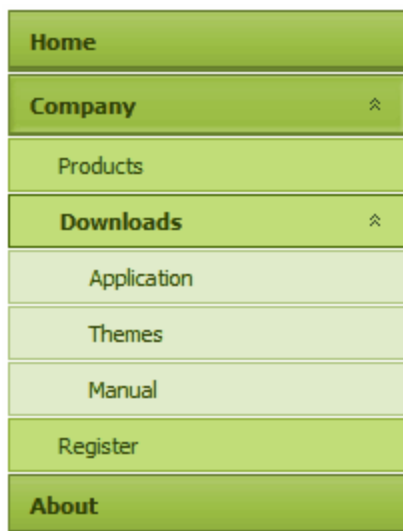 Home
Company
Products
Downloads
Application
Themes
Manual
Register
About